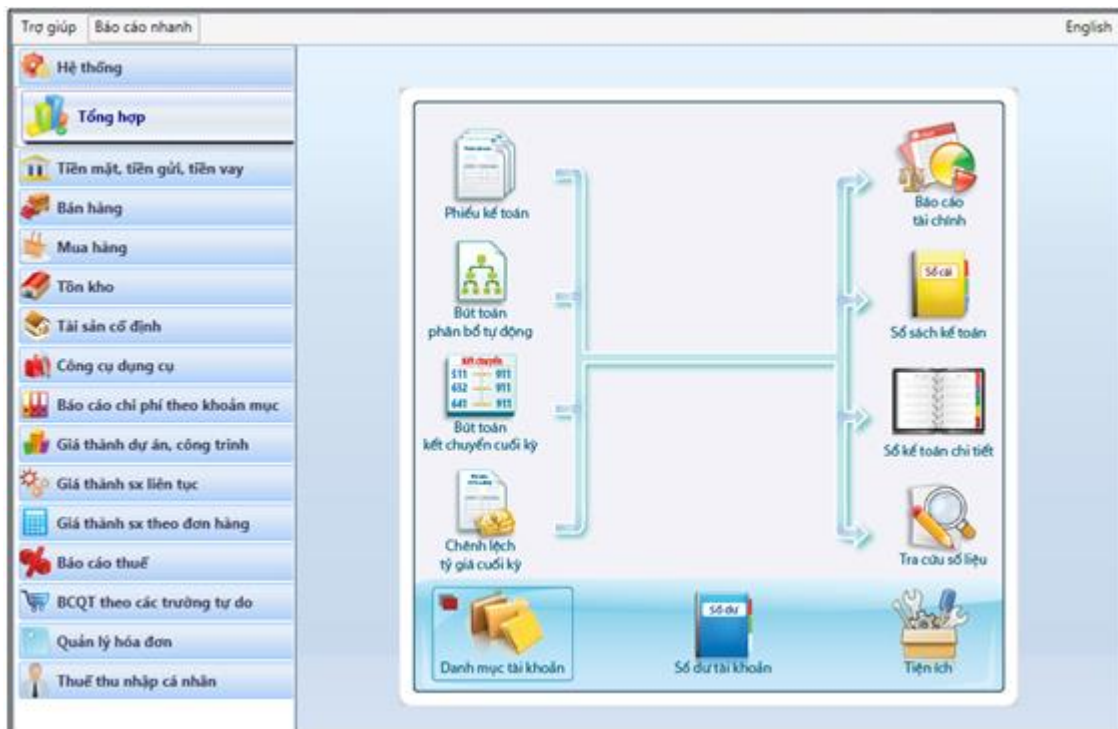 Trợ giúp Báo cáo nhanh English
Hệ thống
Tổng hợp
Tiền mặt, tiền gửi, tiền vay
Bán hàng
Mua hàng
Tồn kho
Tài sản cố định
Công cụ dụng cụ
Báo cáo chi phí theo khoản mục
Giá thành dự án, công trình
Giá thành sx liên tục
Giá thành sx theo đơn hàng
Báo cáo thuế
BCQT theo các trường tự do
Quản lý hóa đơn
Thuế thu nhập cá nhân
Phiếu kế toán
Bút toán
phân bổ tự động
Kết chuyển
511 911
632 911
641 911
Bút toán
kết chuyển cuối kỳ
Chênh lệch
tỷ giá cuối kỳ
Báo cáo
tài chính
Sổ cái
Sổ sách kế toán
Sổ kế toán chi tiết
Tra cứu số liệu
Danh mục tài khoản
Số dư
Số dư tài khoản
Tiện ích